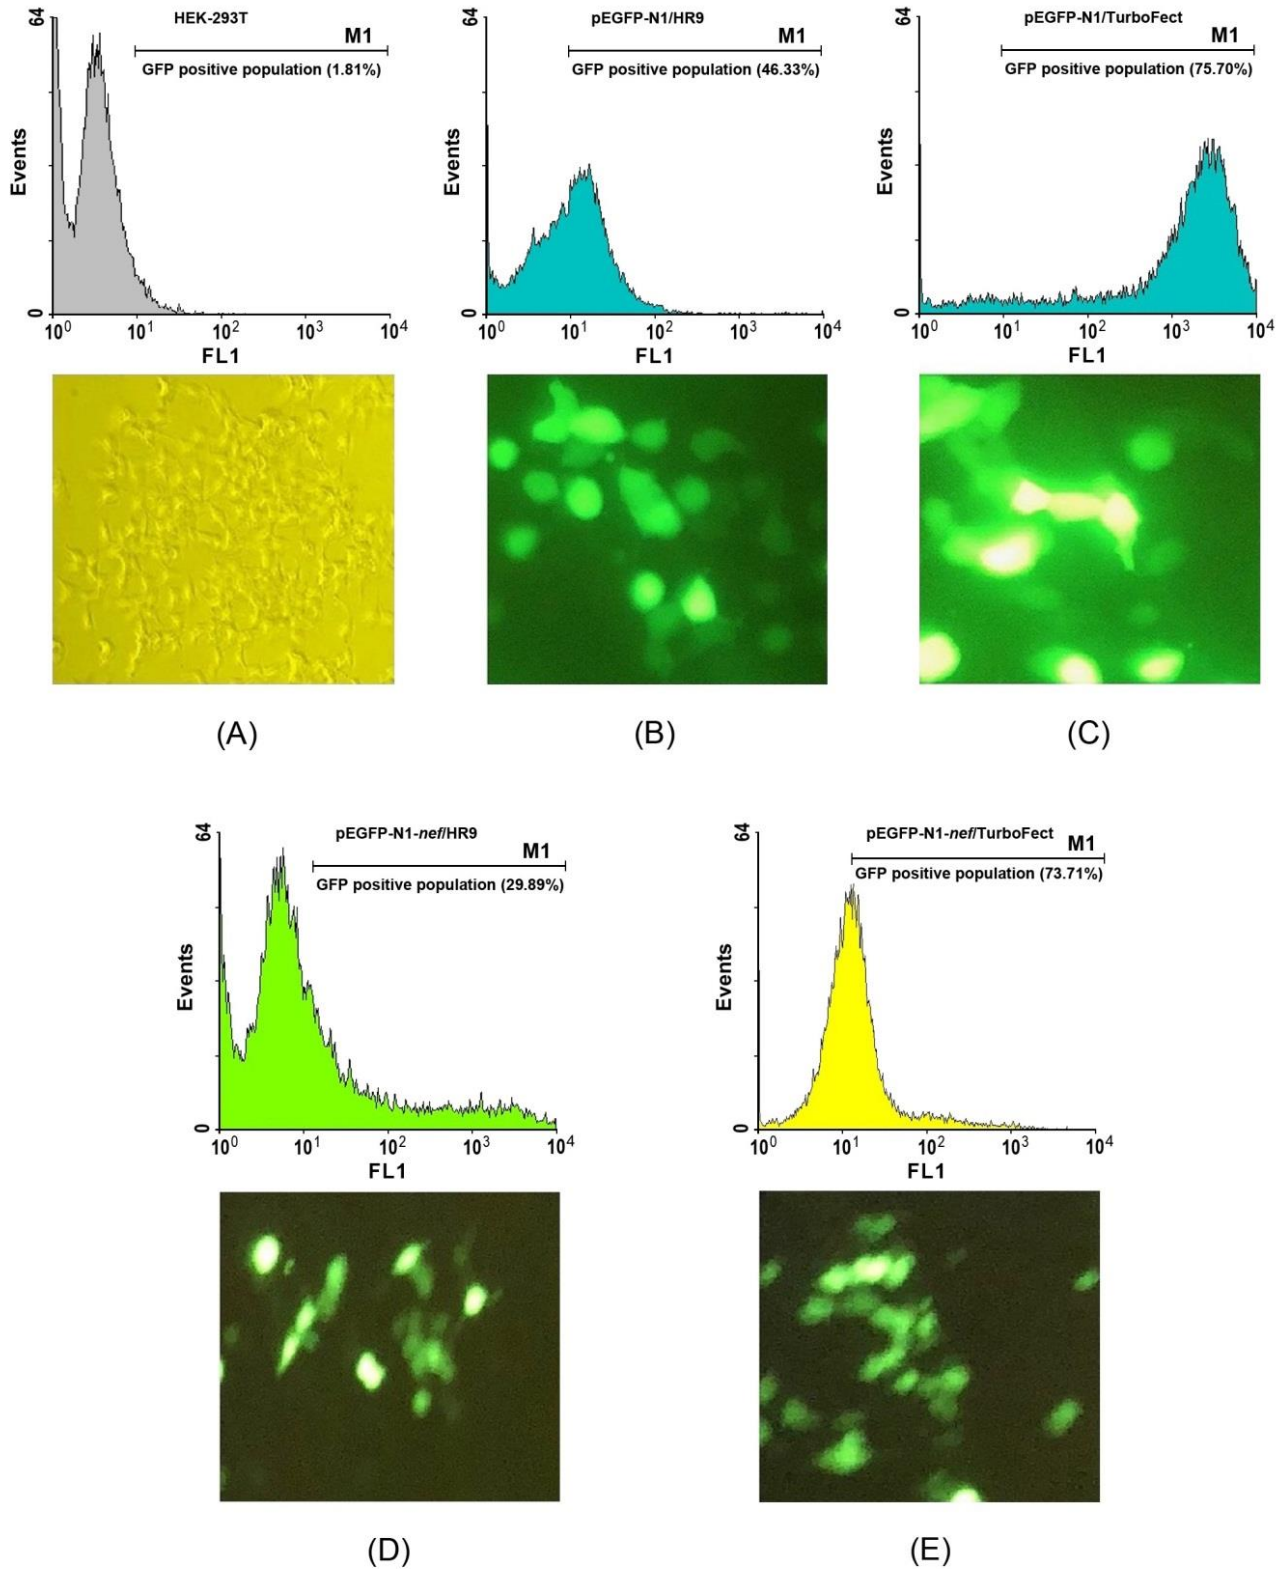 HEK-293T
64
M1
GFP positive population (1.81%)
Events
0
10^0 10^1 10^2 10^3 10^4
FL1
pEGFP-N1/HR9
64
M1
GFP positive population (46.33%)
Events
0
10^0 10^1 10^2 10^3 10^4
FL1
pEGFP-N1/TurboFect
64
M1
GFP positive population (75.70%)
Events
0
10^0 10^1 10^2 10^3 10^4
FL1
(A)
(B)
(C)
pEGFP-N1-nef/HR9
64
M1
GFP positive population (29.89%)
Events
0
10^0 10^1 10^2 10^3 10^4
FL1
pEGFP-N1-nef/TurboFect
64
M1
GFP positive population (73.71%)
Events
0
10^0 10^1 10^2 10^3 10^4
FL1
(D)
(E)